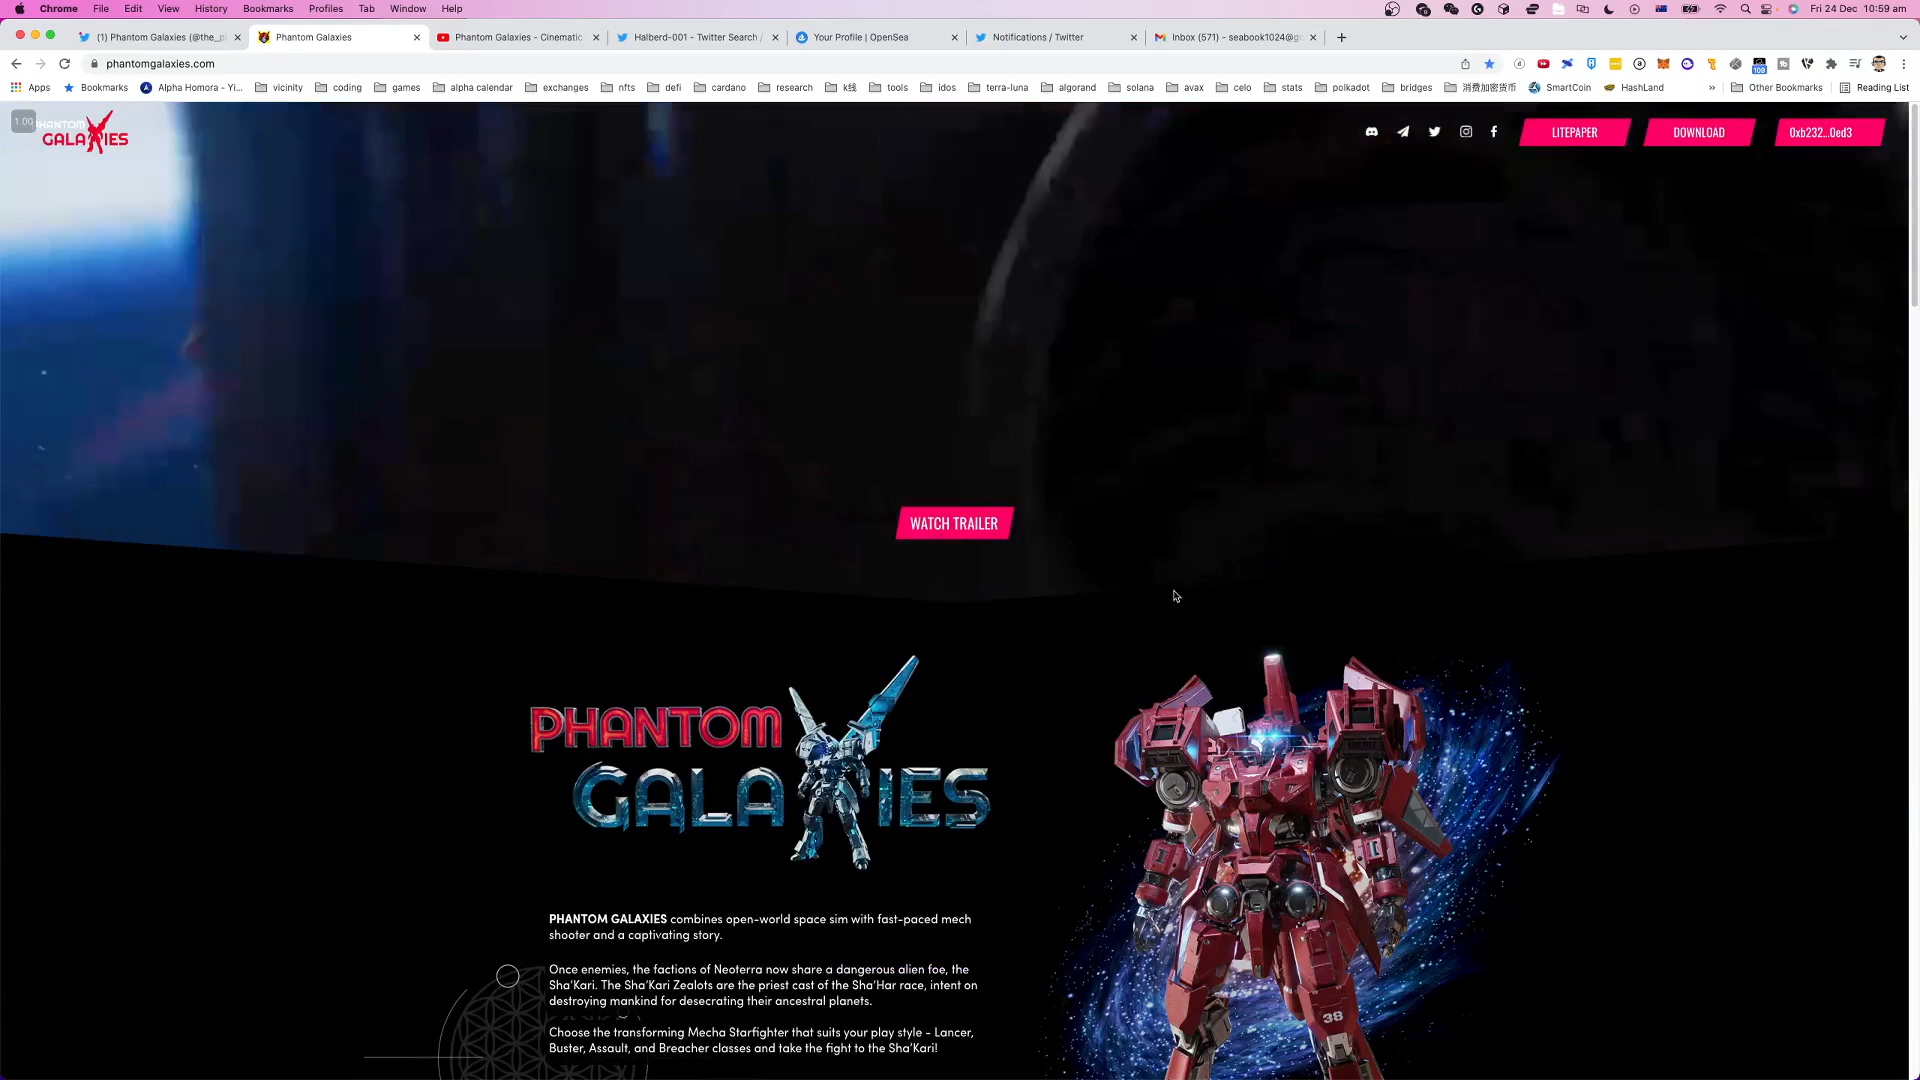 Chrome File Edit View History Bookmarks Profiles Tab Window Help Fri 24 Dec 10:59 am
(1) Phantom Galaxies (@the_p Phantom Galaxies Phantom Galaxies - Cinematic Halberd-001 - Twitter Search / Your Profile | OpenSea Notifications / Twitter Inbox (571) - seabook1024@g
phantomgalaxies.com
109
Apps Bookmarks Alpha Homora - Yi... vicinity coding games alpha calendar exchanges nfts defi cardano research k线 tools idos terra-luna algorand solana avax celo stats polkadot bridges 消费加密货币 SmartCoin HashLand » Other Bookmarks Reading List
1:00
PHANTOM
GALAXIES
LITEPAPER DOWNLOAD 0xb232...0ed3
WATCH TRAILER
PHANTOM
GALAXIES
PHANTOM GALAXIES combines open-world space sim with fast-paced mech
shooter and a captivating story.
Once enemies, the factions of Neoterra now share a dangerous alien foe, the
Sha'Kari. The Sha'Kari Zealots are the priest cast of the Sha'Har race, intent on
destroying mankind for desecrating their ancestral planets.
Choose the transforming Mecha Starfighter that suits your play style - Lancer,
Buster, Assault, and Breacher classes and take the fight to the Sha'Kari!
38